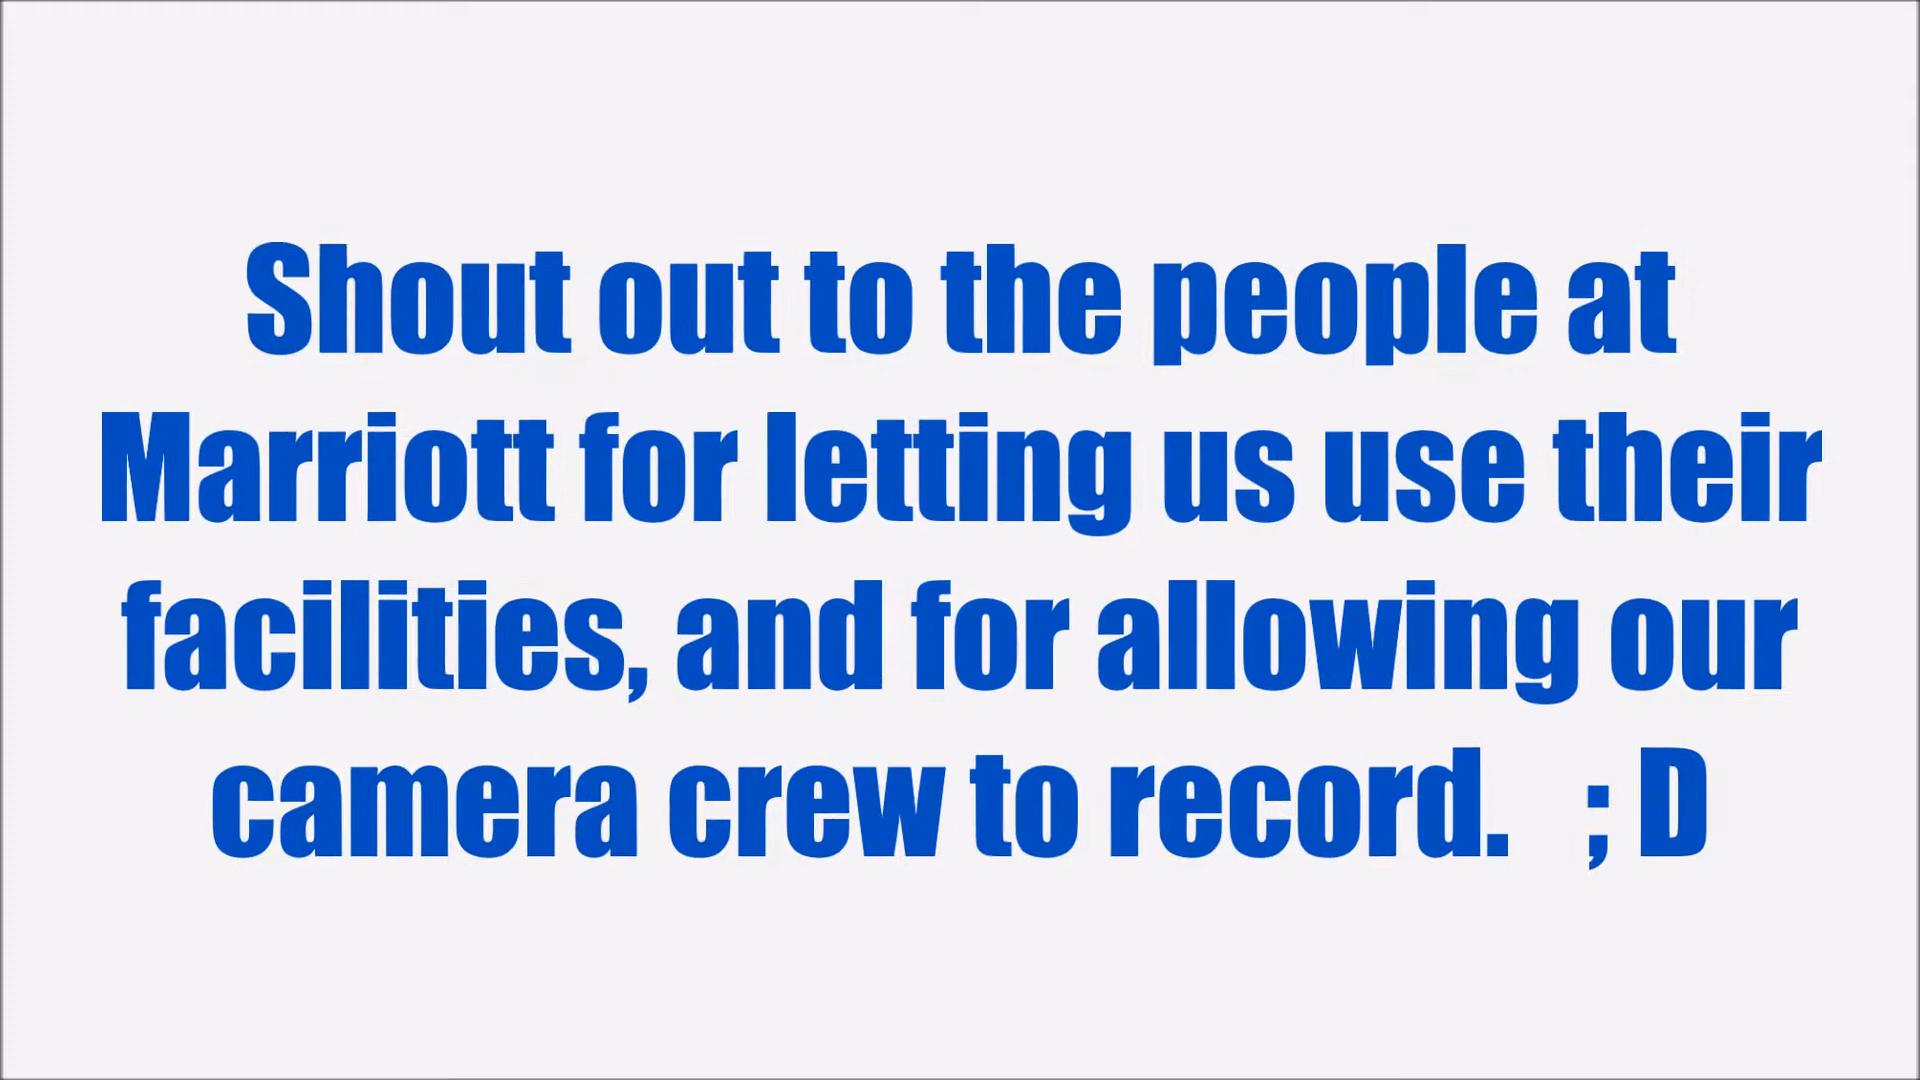 Shout out to the people at
Marriott for letting us use their
facilities, and for allowing our
camera crew to record.   ; D